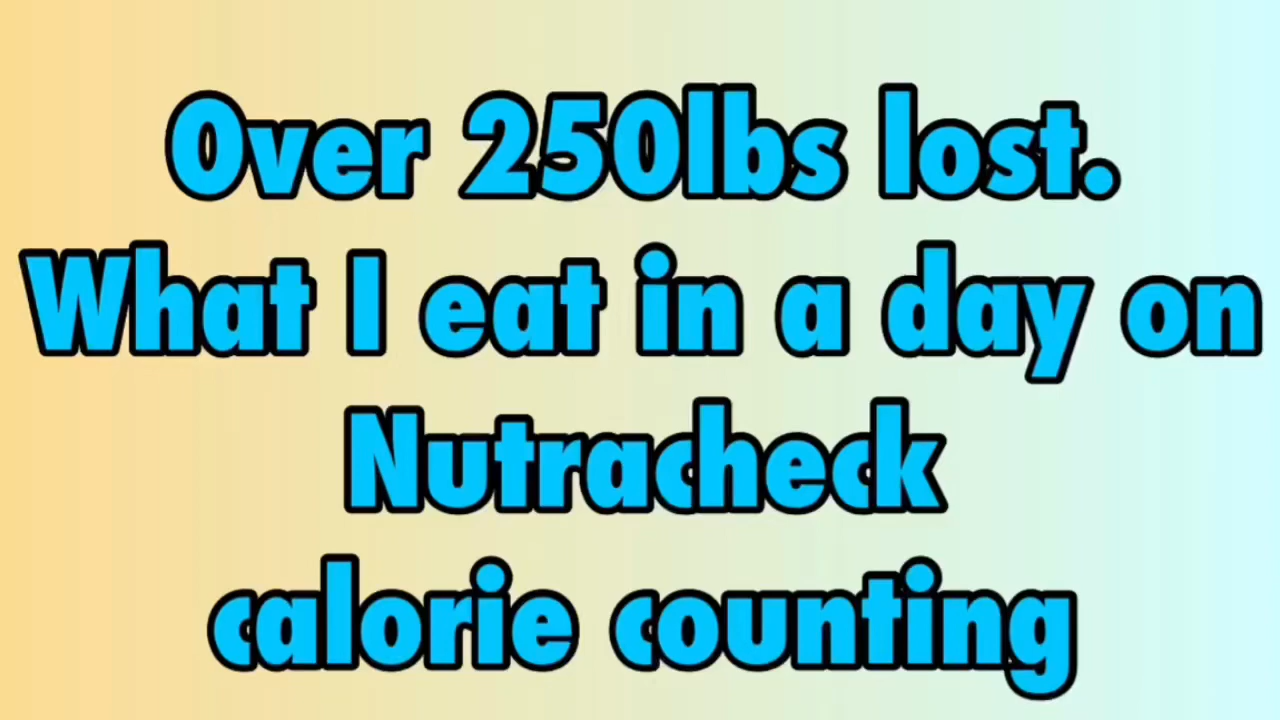 Over 250lbs lost.
What I eat in a day on
Nutracheck
calorie counting